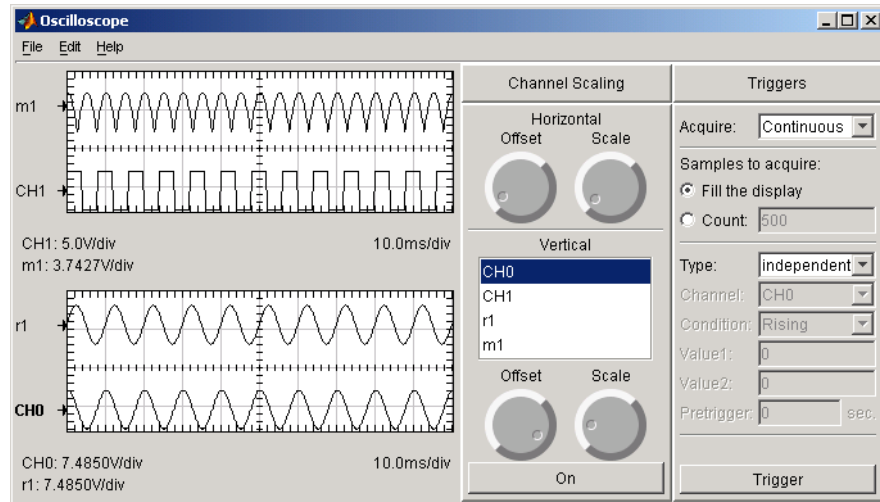 Oscilloscope
File Edit Help
m1
CH1
CH1: 5.0V/div 10.0ms/div
m1: 3.7427V/div
r1
CH0
CH0: 7.4850V/div 10.0ms/div
r1: 7.4850V/div
Channel Scaling
Horizontal
Offset Scale
Vertical
CH0
CH1
r1
m1
Offset Scale
On
Triggers
Acquire: Continuous
Samples to acquire:
Fill the display
Count: 500
Type: independent
Channel: CH0
Condition: Rising
Value1: 0
Value2: 0
Pretrigger: 0 sec.
Trigger